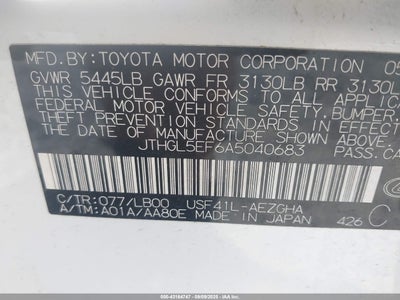 MFD.BY:TOYOTA MOTOR CORPORATION 05
GVWR 5445LB GAWR FR 3130LB RR 3130L
THIS VEHICLE CONFORMS TO ALL APPLICA
FEDERAL MOTOR VEHICLE SAFETY, BUMPER,
THEFT PREVENTION STANDARDS IN EFFECT
THE DATE OF MANUFACTURE SHOWN ABOVE.
JTHGL5EF6A5040683 PASS.CA
C/TR:077/LB00 USF41L-AEZGHA
A/TM:A01A/AA80E MADE IN JAPAN 426 C